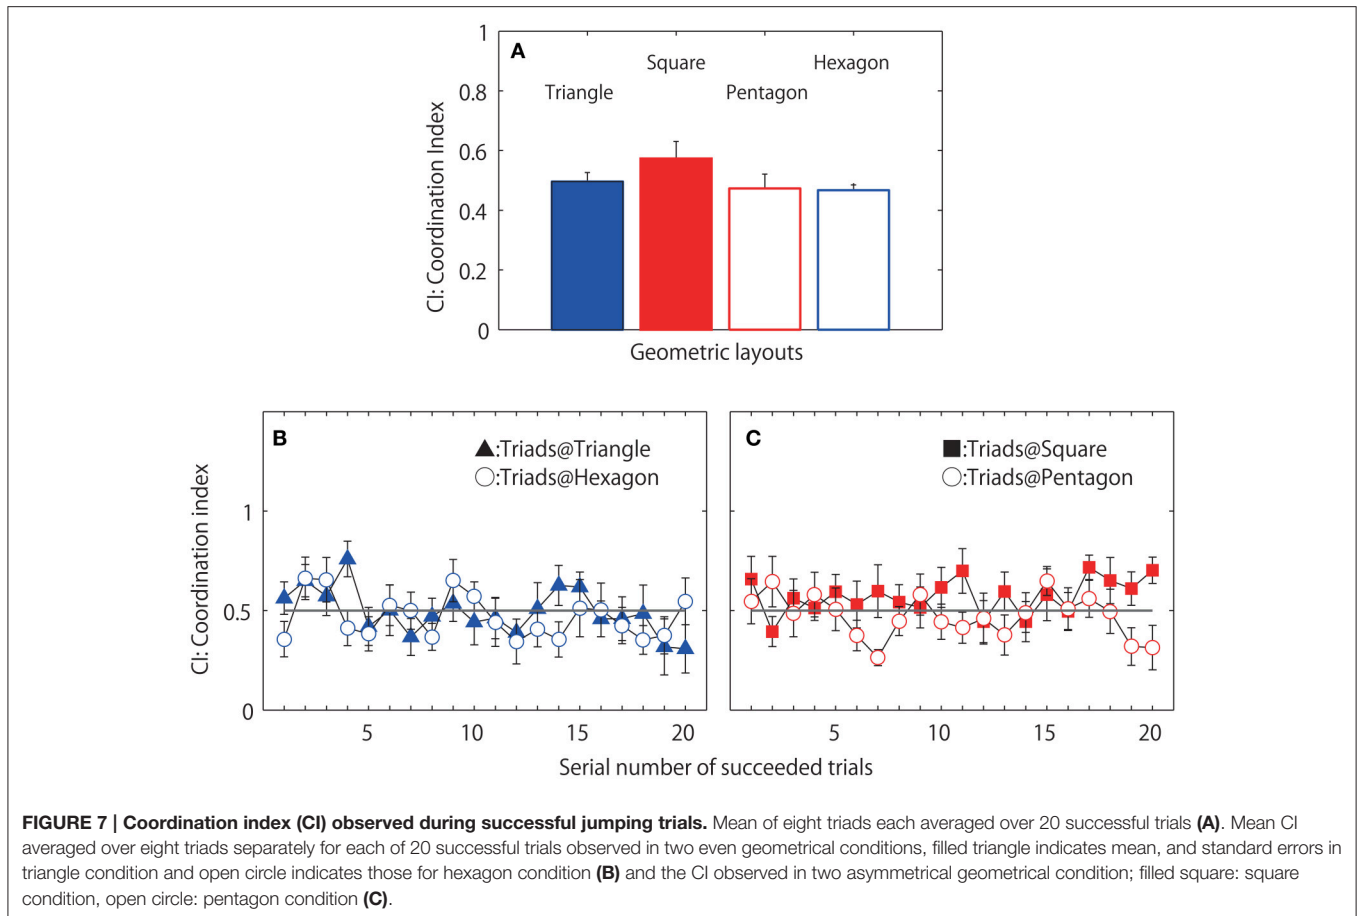 A
1
0.8
0.6
0.4
0.2
0
CI: Coordination Index
Triangle
Square
Pentagon
Hexagon
Geometric layouts
B
▲:Triads@Triangle
○:Triads@Hexagon
C
■:Triads@Square
○:Triads@Pentagon
CI: Coordination index
1
0.5
0
5 10 15 20
5 10 15 20
Serial number of succeeded trials
FIGURE 7 | Coordination index (CI) observed during successful jumping trials. Mean of eight triads each averaged over 20 successful trials (A). Mean CI
averaged over eight triads separately for each of 20 successful trials observed in two even geometrical conditions, filled triangle indicates mean, and standard errors in
triangle condition and open circle indicates those for hexagon condition (B) and the CI observed in two asymmetrical geometrical condition; filled square: square
condition, open circle: pentagon condition (C).